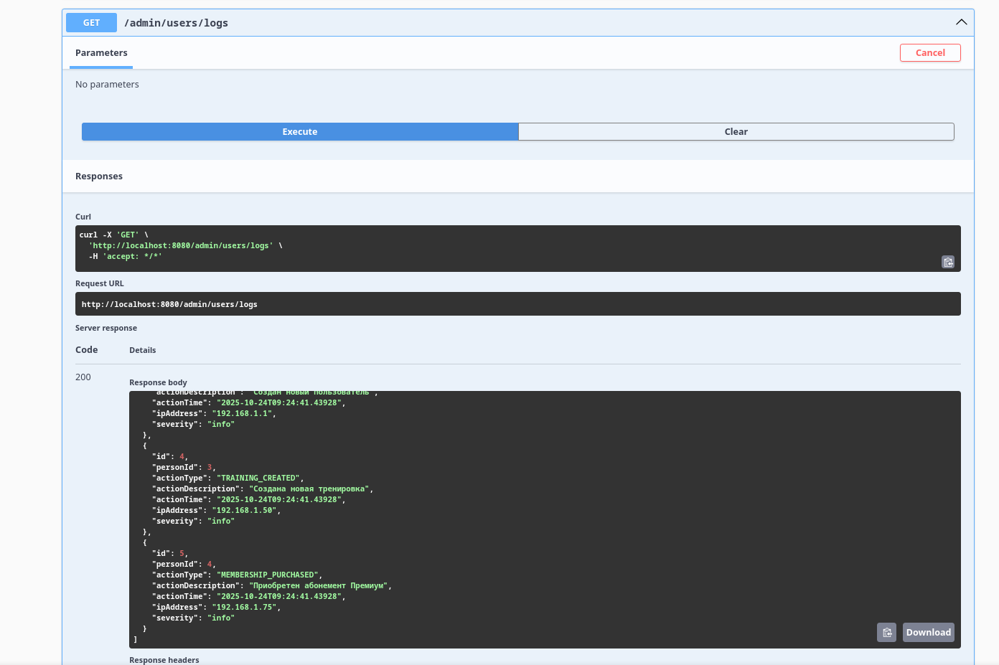 GET /admin/users/logs
Parameters
Cancel
No parameters
Execute
Clear
Responses
Curl
curl -X 'GET' \
'http://localhost:8080/admin/users/logs' \
-H 'accept: */*'
Request URL
http://localhost:8080/admin/users/logs
Server response
Code Details
200
Response body
"actionDescription": "Создан новый пользователь",
"actionTime": "2025-10-24T09:24:41.43928",
"ipAddress": "192.168.1.1",
"severity": "info"
},
{
"id": 4,
"personId": 3,
"actionType": "TRAINING_CREATED",
"actionDescription": "Создана новая тренировка",
"actionTime": "2025-10-24T09:24:41.43928",
"ipAddress": "192.168.1.50",
"severity": "info"
},
{
"id": 5,
"personId": 4,
"actionType": "MEMBERSHIP_PURCHASED",
"actionDescription": "Приобретен абонемент Премиум",
"actionTime": "2025-10-24T09:24:41.43928",
"ipAddress": "192.168.1.75",
"severity": "info"
}
]
Download
Response headers